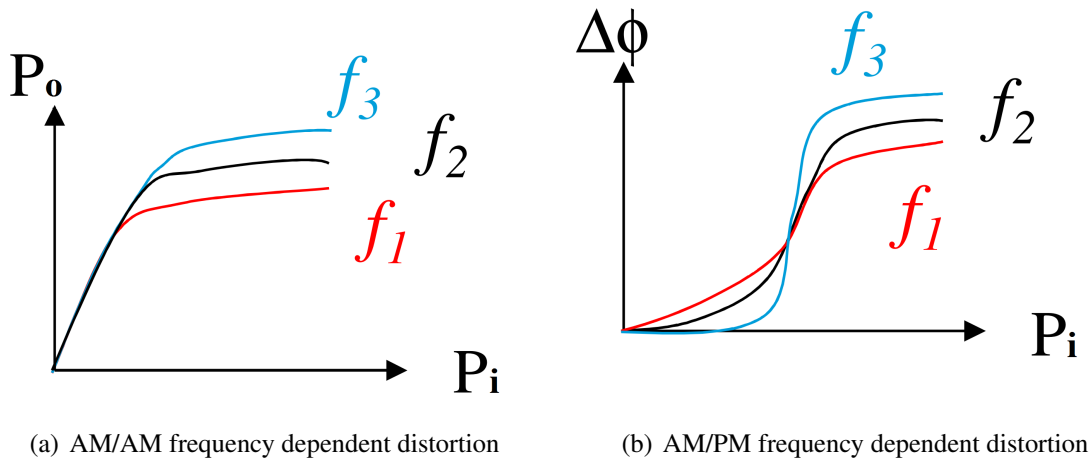 Po
f3
f2
f1
Pi
(a) AM/AM frequency dependent distortion
Δϕ
f3
f2
f1
Pi
(b) AM/PM frequency dependent distortion